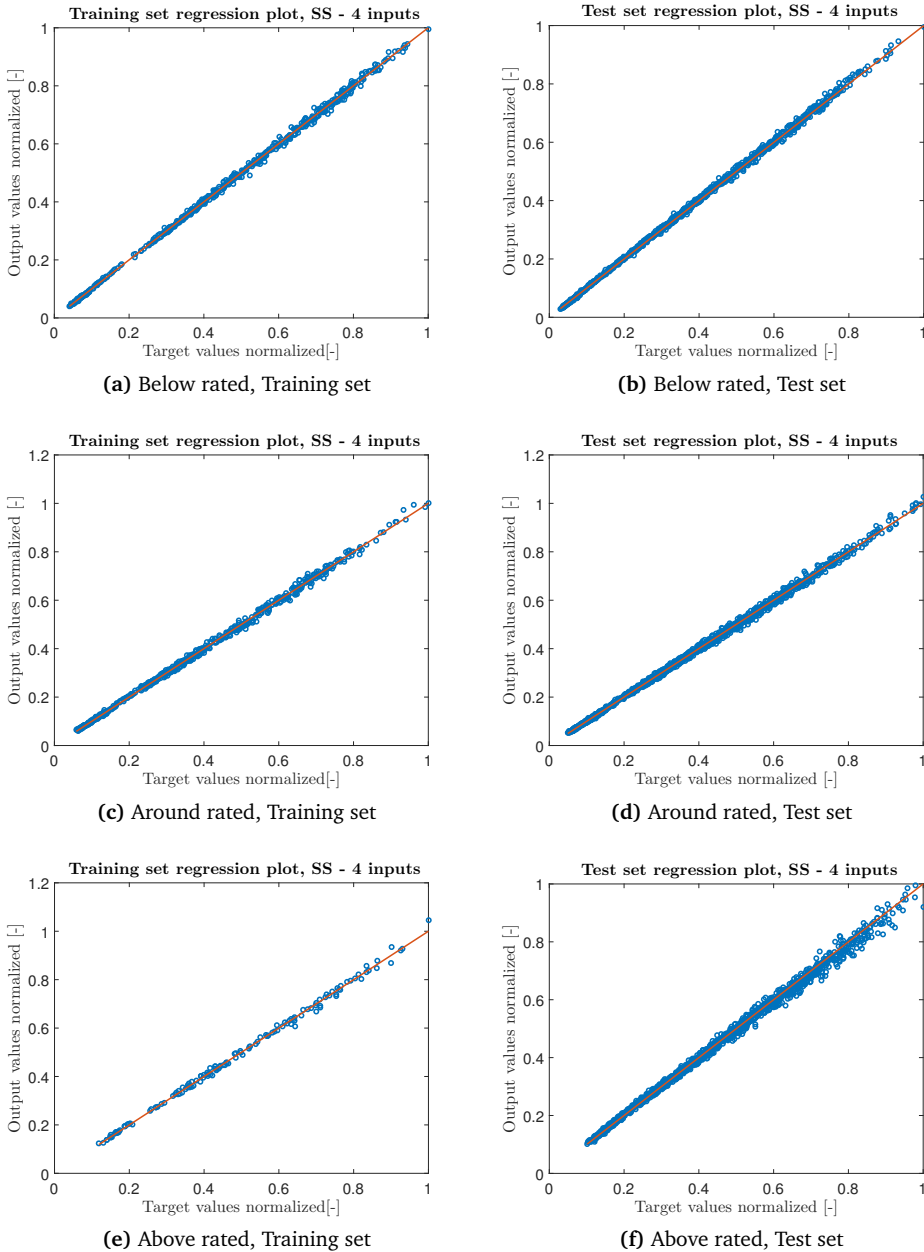 Training set regression plot, SS - 4 inputs
1
0.8
0.6
0.4
0.2
0
Output values normalized [-]
0 0.2 0.4 0.6 0.8 1
Target values normalized[-]
(a) Below rated, Training set
Test set regression plot, SS - 4 inputs
1
0.8
0.6
0.4
0.2
0
Output values normalized [-]
0 0.2 0.4 0.6 0.8 1
Target values normalized [-]
(b) Below rated, Test set
Training set regression plot, SS - 4 inputs
1.2
1
0.8
0.6
0.4
0.2
0
Output values normalized [-]
0 0.2 0.4 0.6 0.8 1
Target values normalized[-]
(c) Around rated, Training set
Test set regression plot, SS - 4 inputs
1.2
1
0.8
0.6
0.4
0.2
0
Output values normalized [-]
0 0.2 0.4 0.6 0.8 1
Target values normalized [-]
(d) Around rated, Test set
Training set regression plot, SS - 4 inputs
1.2
1
0.8
0.6
0.4
0.2
0
Output values normalized [-]
0 0.2 0.4 0.6 0.8 1
Target values normalized[-]
(e) Above rated, Training set
Test set regression plot, SS - 4 inputs
1
0.8
0.6
0.4
0.2
0
Output values normalized [-]
0 0.2 0.4 0.6 0.8 1
Target values normalized [-]
(f) Above rated, Test set